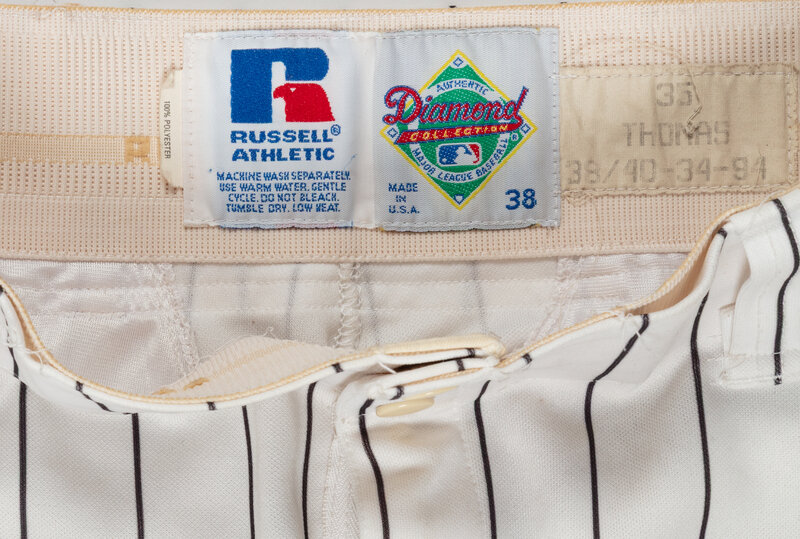 100% POLYESTER
R
RUSSELL®
ATHLETIC
MACHINE WASH SEPARATELY.
USE WARM WATER, GENTLE
CYCLE. DO NOT BLEACH.
TUMBLE DRY, LOW HEAT.
AUTHENTIC
Diamond
COLLECTION
MAJOR LEAGUE BASEBALL®
MADE
IN
U.S.A.
38
35
THOMAS
38/40-34-94